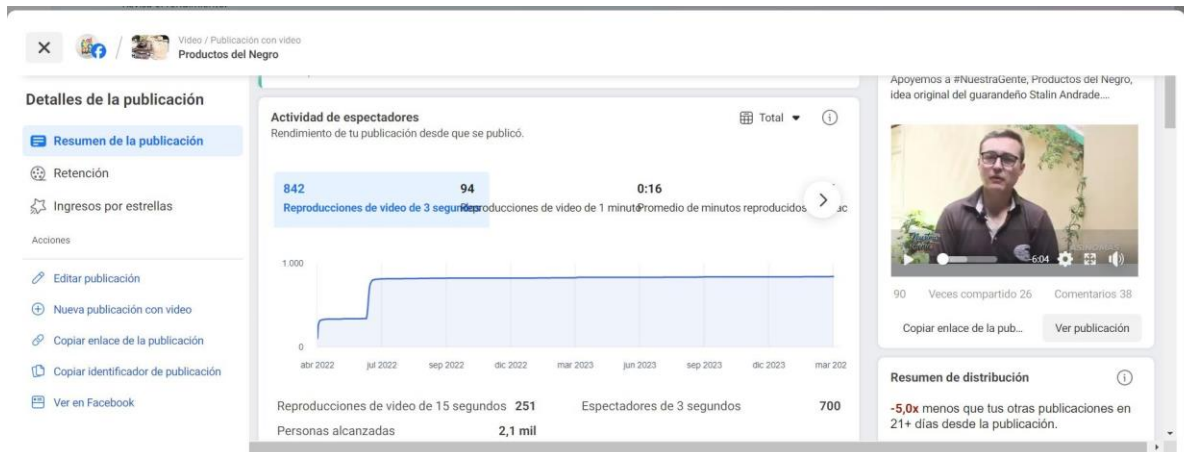 Video / Publicación con video
Productos del Negro
Detalles de la publicación
Resumen de la publicación
Retención
Ingresos por estrellas
Acciones
Editar publicación
Nueva publicación con video
Copiar enlace de la publicación
Copiar identificador de publicación
Ver en Facebook
Actividad de espectadores
Total
Rendimiento de tu publicación desde que se publicó.
842 94 0:16
Reproducciones de video de 3 segundos Reproducciones de video de 1 minuto Promedio de minutos reproducidos
1.000
0
abr 2022 jul 2022 sep 2022 dic 2022 mar 2023 jun 2023 sep 2023 dic 2023 mar 202
Reproducciones de video de 15 segundos 251 Espectadores de 3 segundos 700
Personas alcanzadas 2,1 mil
Apoyemos a #NuestraGente, Productos del Negro,
idea original del guarandeño Stalin Andrade....
-6:04
90 Veces compartido 26 Comentarios 38
Copiar enlace de la pub... Ver publicación
Resumen de distribución
-5,0x menos que tus otras publicaciones en
21+ días desde la publicación.